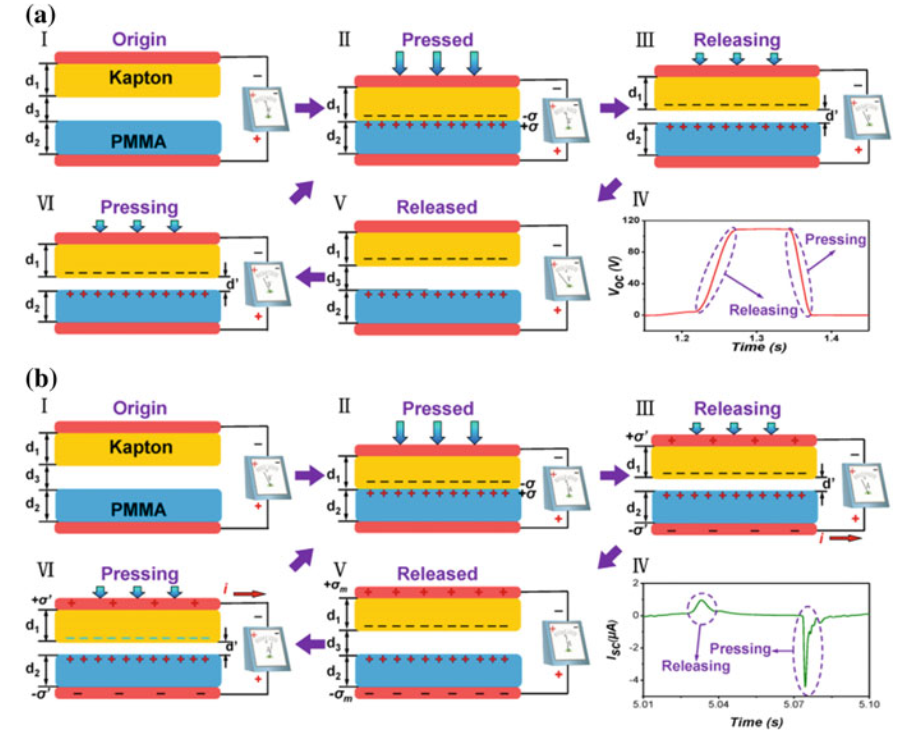 (a)
I
Origin
d1
Kapton
d3
d2
PMMA
−
+
II
Pressed
d1
d2
-σ
+σ
−
+
III
Releasing
d1
d2
d'
−
+
VI
Pressing
d1
d2
d'
−
+
V
Released
d1
d3
d2
−
+
IV
120
80
40
0
Voc (V)
Pressing
Releasing
1.2
1.3
1.4
Time (s)
(b)
I
Origin
d1
Kapton
d3
d2
PMMA
−
+
II
Pressed
d1
d2
-σ
+σ
−
+
III
Releasing
+σ'
d1
d2
d'
-σ'
i
−
+
VI
Pressing
+σ'
i
d1
d2
d'
-σ'
−
+
V
Released
+σm
d1
d3
d2
-σm
−
+
IV
2
0
-2
-4
Isc(μA)
Pressing
Releasing
5.01
5.04
5.07
5.10
Time (s)